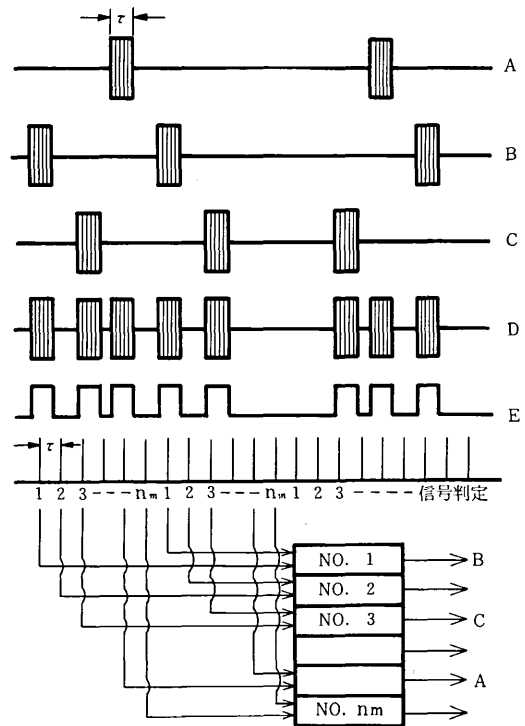 τ
A
B
C
D
E
τ
1 2 3 ---- nm 1 2 3 ---- nm 1 2 3 ----- 信号判定
NO. 1 B
NO. 2
NO. 3 C
A
NO. nm